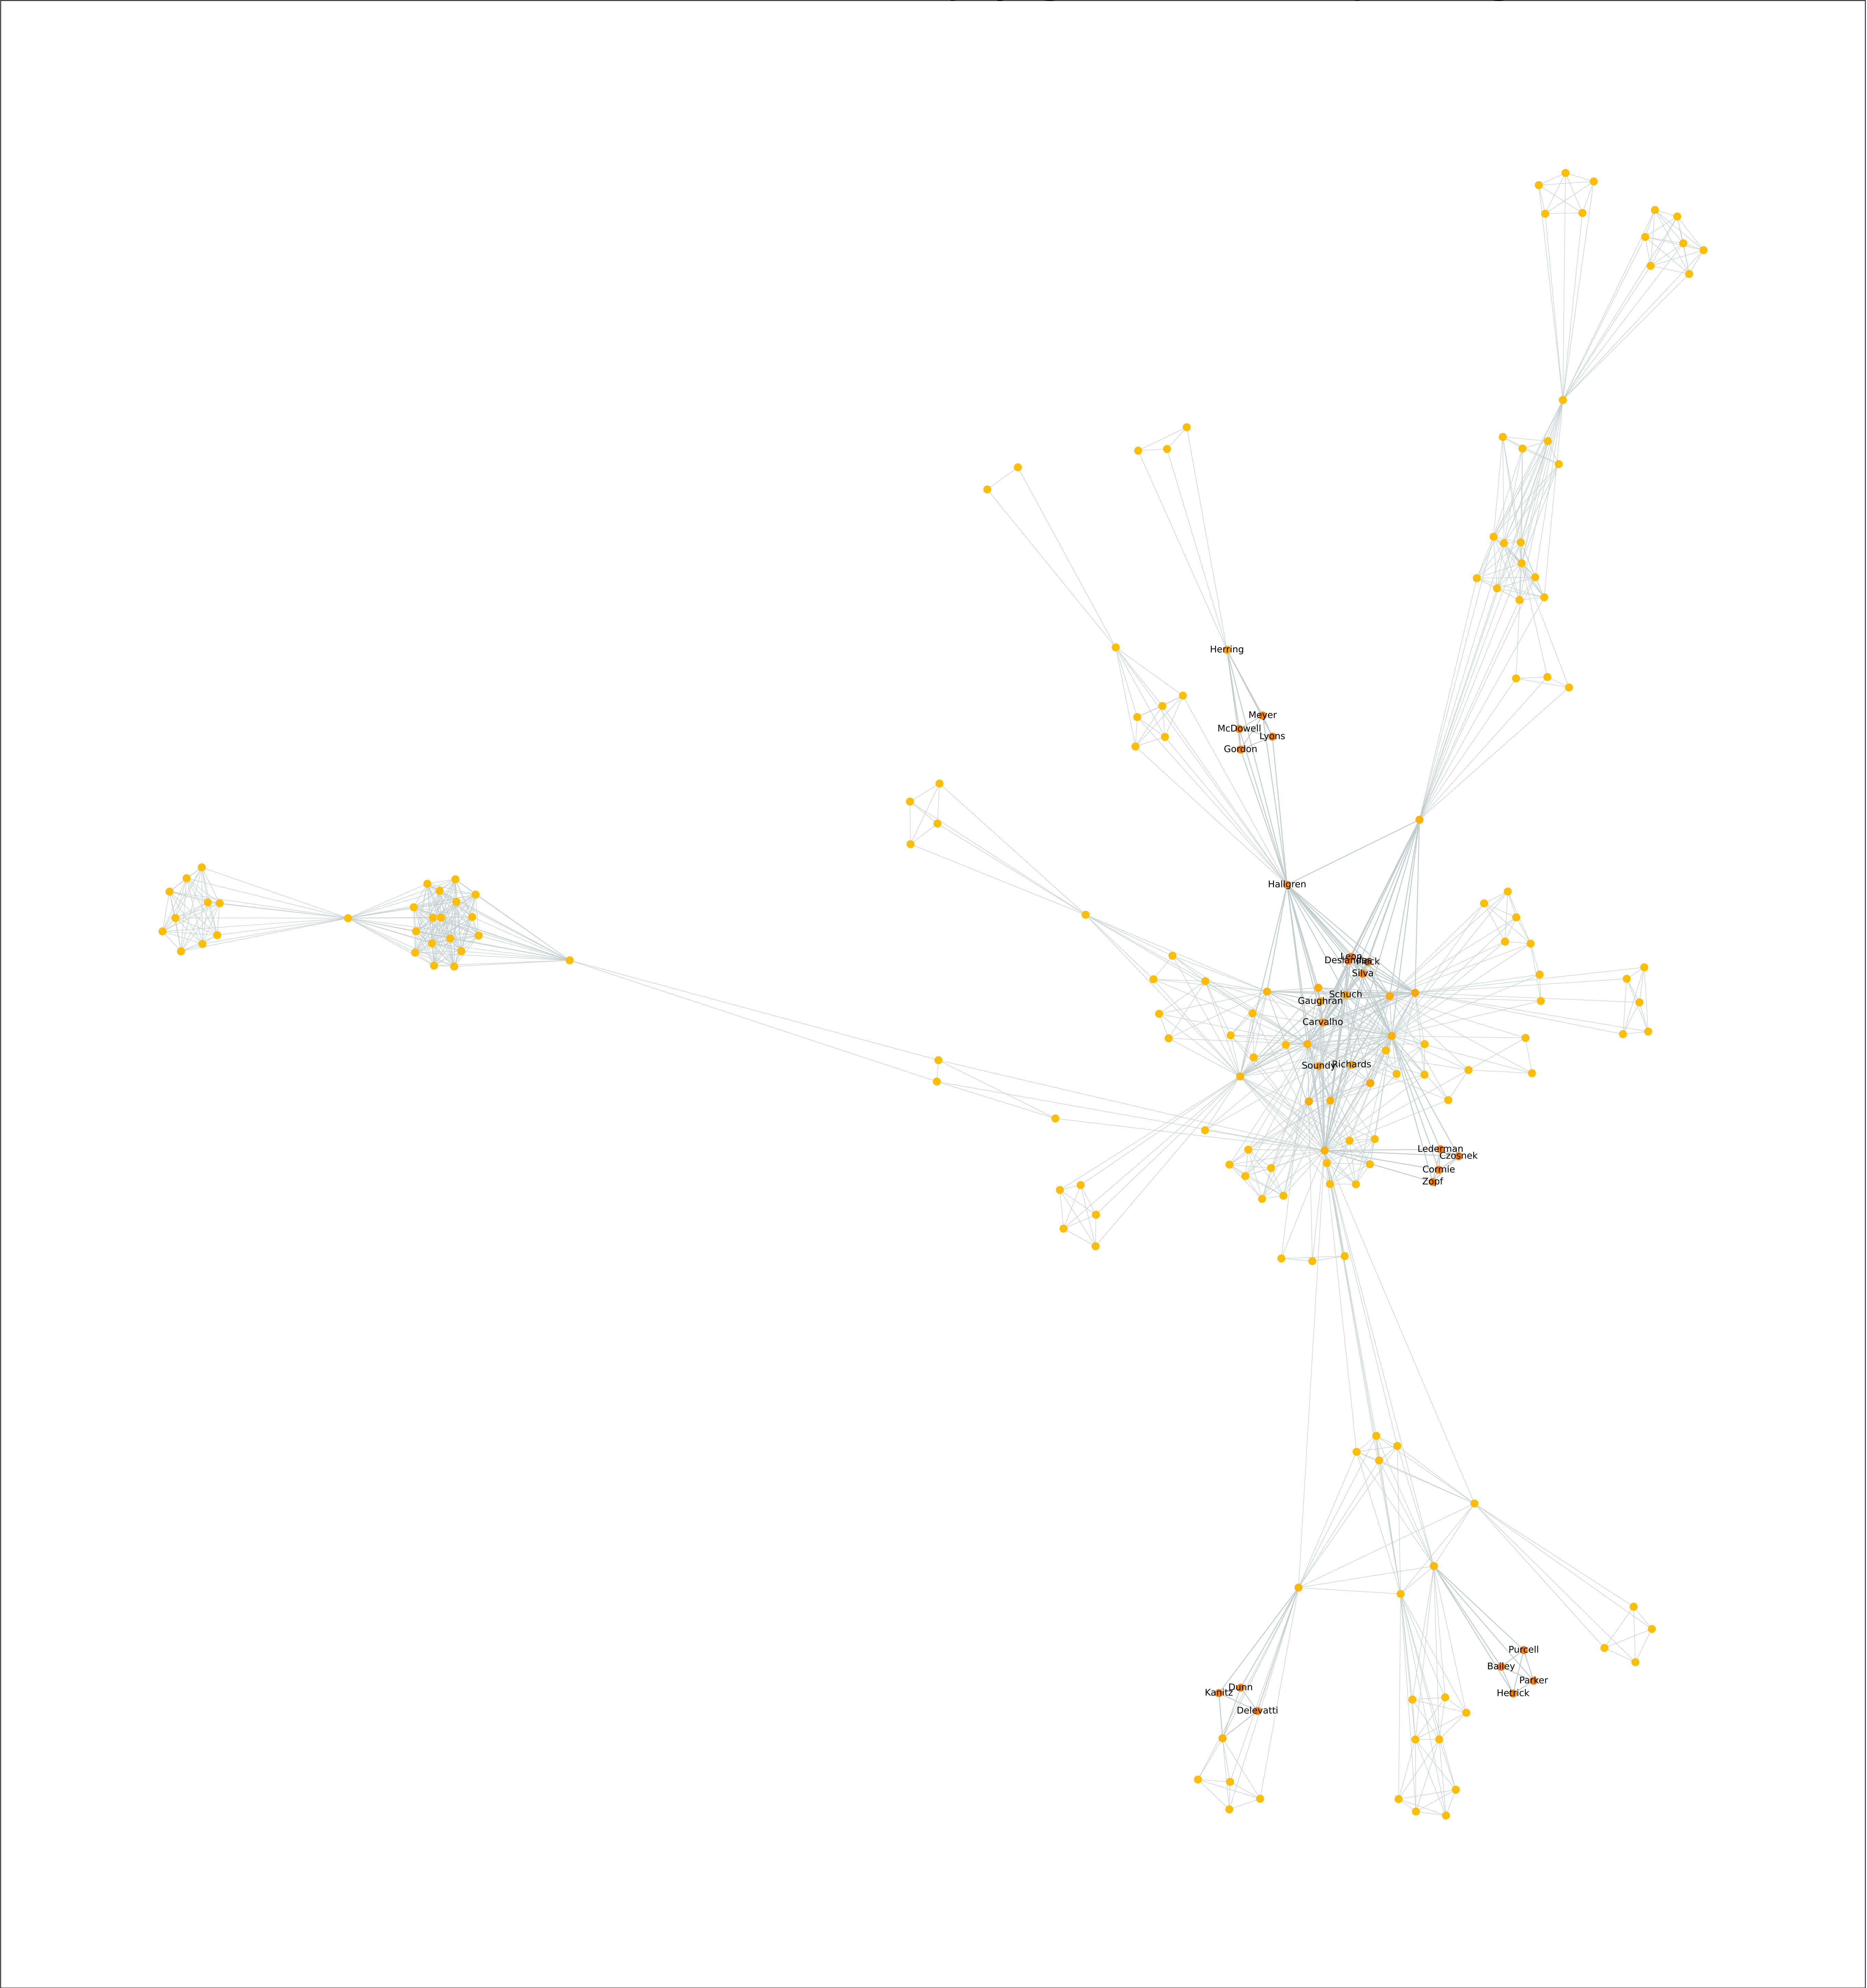 Herring
Meyer
McDowell
Lyons
Gordon
Hallgren
Leon
Deslandes
Silva
Schuch
Gaughran
Carvalho
Soundy
Richards
Lederman
Czosnek
Cormie
Zopf
Purcell
Bailey
Parker
Hetrick
Dunn
Kanitz
Delevatti